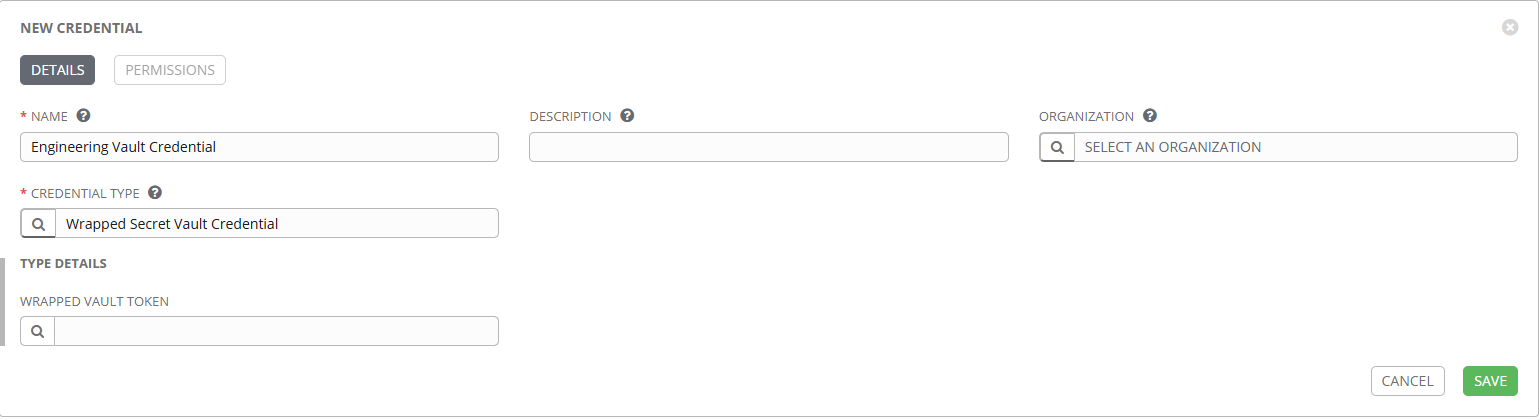 NEW CREDENTIAL
DETAILS PERMISSIONS
* NAME ? DESCRIPTION ? ORGANIZATION ?
Engineering Vault Credential SELECT AN ORGANIZATION
* CREDENTIAL TYPE ?
Wrapped Secret Vault Credential
TYPE DETAILS
WRAPPED VAULT TOKEN
CANCEL SAVE